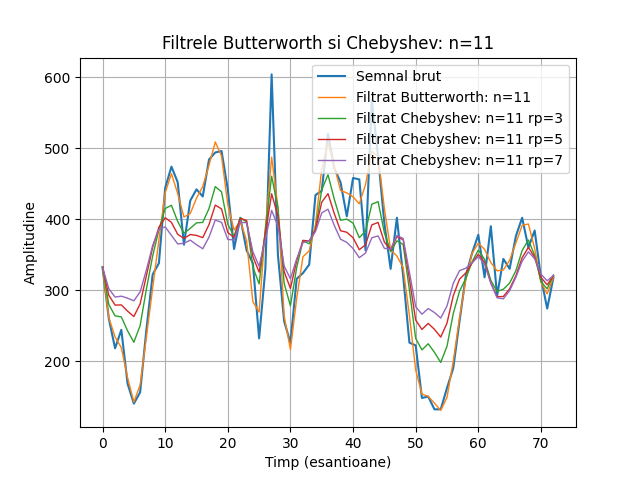 Filtrele Butterworth si Chebyshev: n=11
Semnal brut
Filtrat Butterworth: n=11
Filtrat Chebyshev: n=11 rp=3
Filtrat Chebyshev: n=11 rp=5
Filtrat Chebyshev: n=11 rp=7
Amplitudine
600
500
400
300
200
0 10 20 30 40 50 60 70
Timp (esantioane)